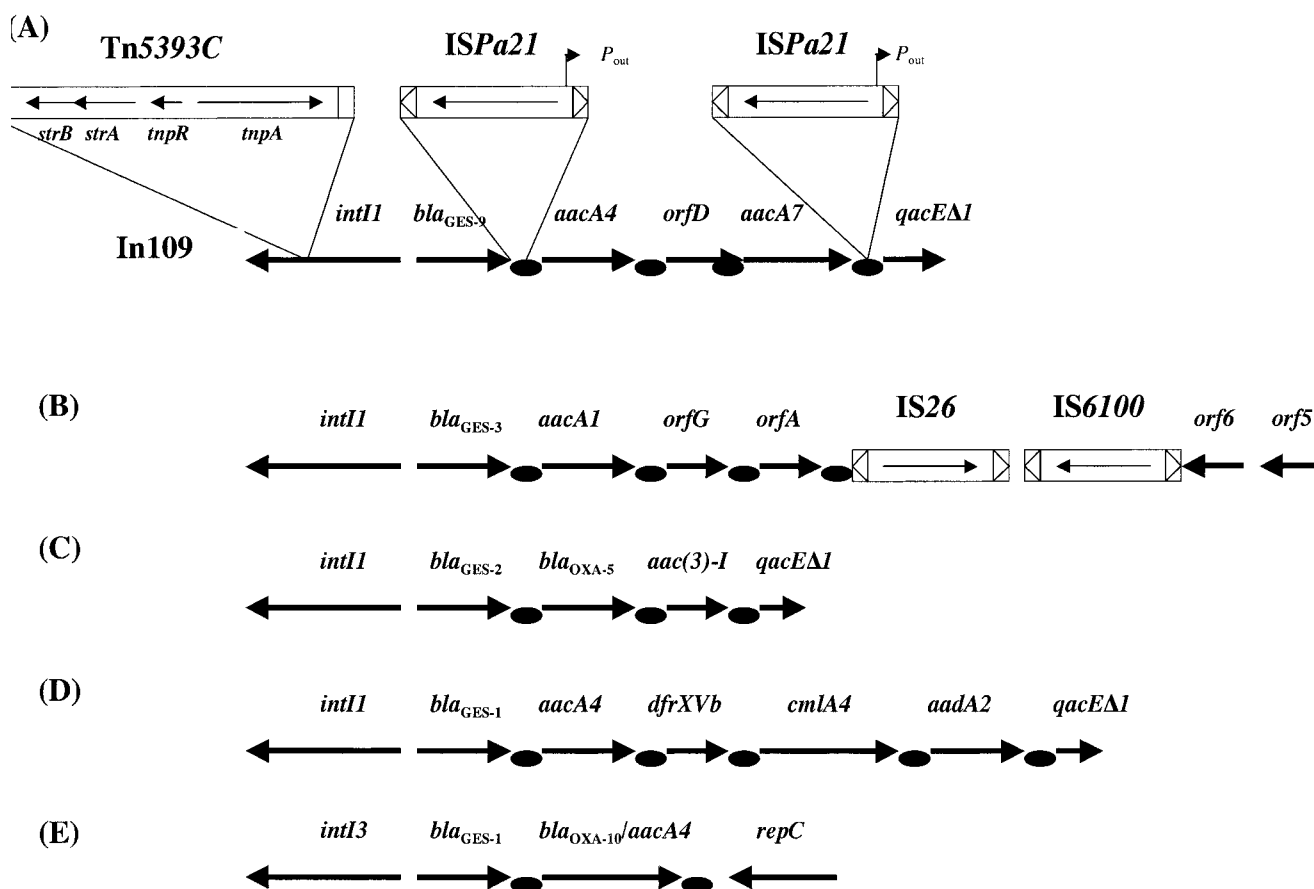 (A)
Tn5393C ISPa21 Pout ISPa21 Pout
strB strA tnpR tnpA
intI1 blaGES-9 aacA4 orfD aacA7 qacEΔ1
In109
(B) intI1 blaGES-3 aacA1 orfG orfA IS26 IS6100 orf6 orf5
(C) intI1 blaGES-2 blaOXA-5 aac(3)-I qacEΔ1
(D) intI1 blaGES-1 aacA4 dfrXVb cmlA4 aadA2 qacEΔ1
(E) intI3 blaGES-1 blaOXA-10/aacA4 repC